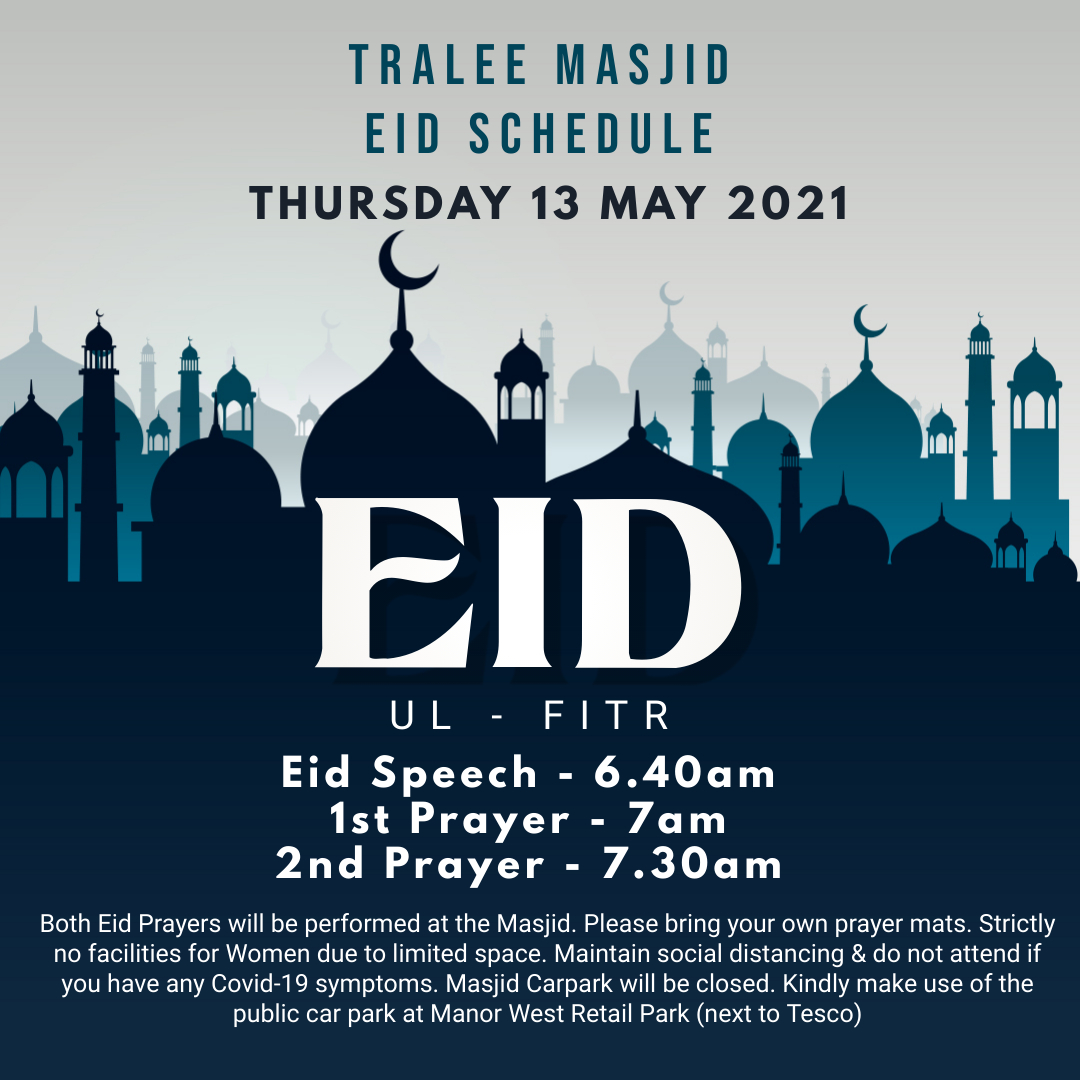 TRALEE MASJID
EID SCHEDULE
THURSDAY 13 MAY 2021
EID
UL - FITR
Eid Speech - 6.40am
1st Prayer - 7am
2nd Prayer - 7.30am
Both Eid Prayers will be performed at the Masjid. Please bring your own prayer mats. Strictly
no facilities for Women due to limited space. Maintain social distancing & do not attend if
you have any Covid-19 symptoms. Masjid Carpark will be closed. Kindly make use of the
public car park at Manor West Retail Park (next to Tesco)